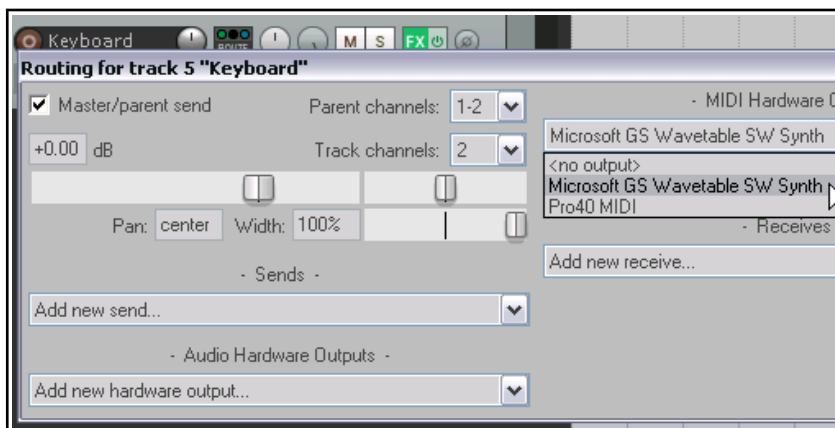 Keyboard ROUTE M S FX
Routing for track 5 "Keyboard"
Master/parent send Parent channels: 1-2
+0.00 dB Track channels: 2
Pan: center Width: 100%
- Sends -
Add new send...
- Audio Hardware Outputs -
Add new hardware output...
- MIDI Hardware O
Microsoft GS Wavetable SW Synth
<no output>
Microsoft GS Wavetable SW Synth
Pro40 MIDI
- Receives
Add new receive...